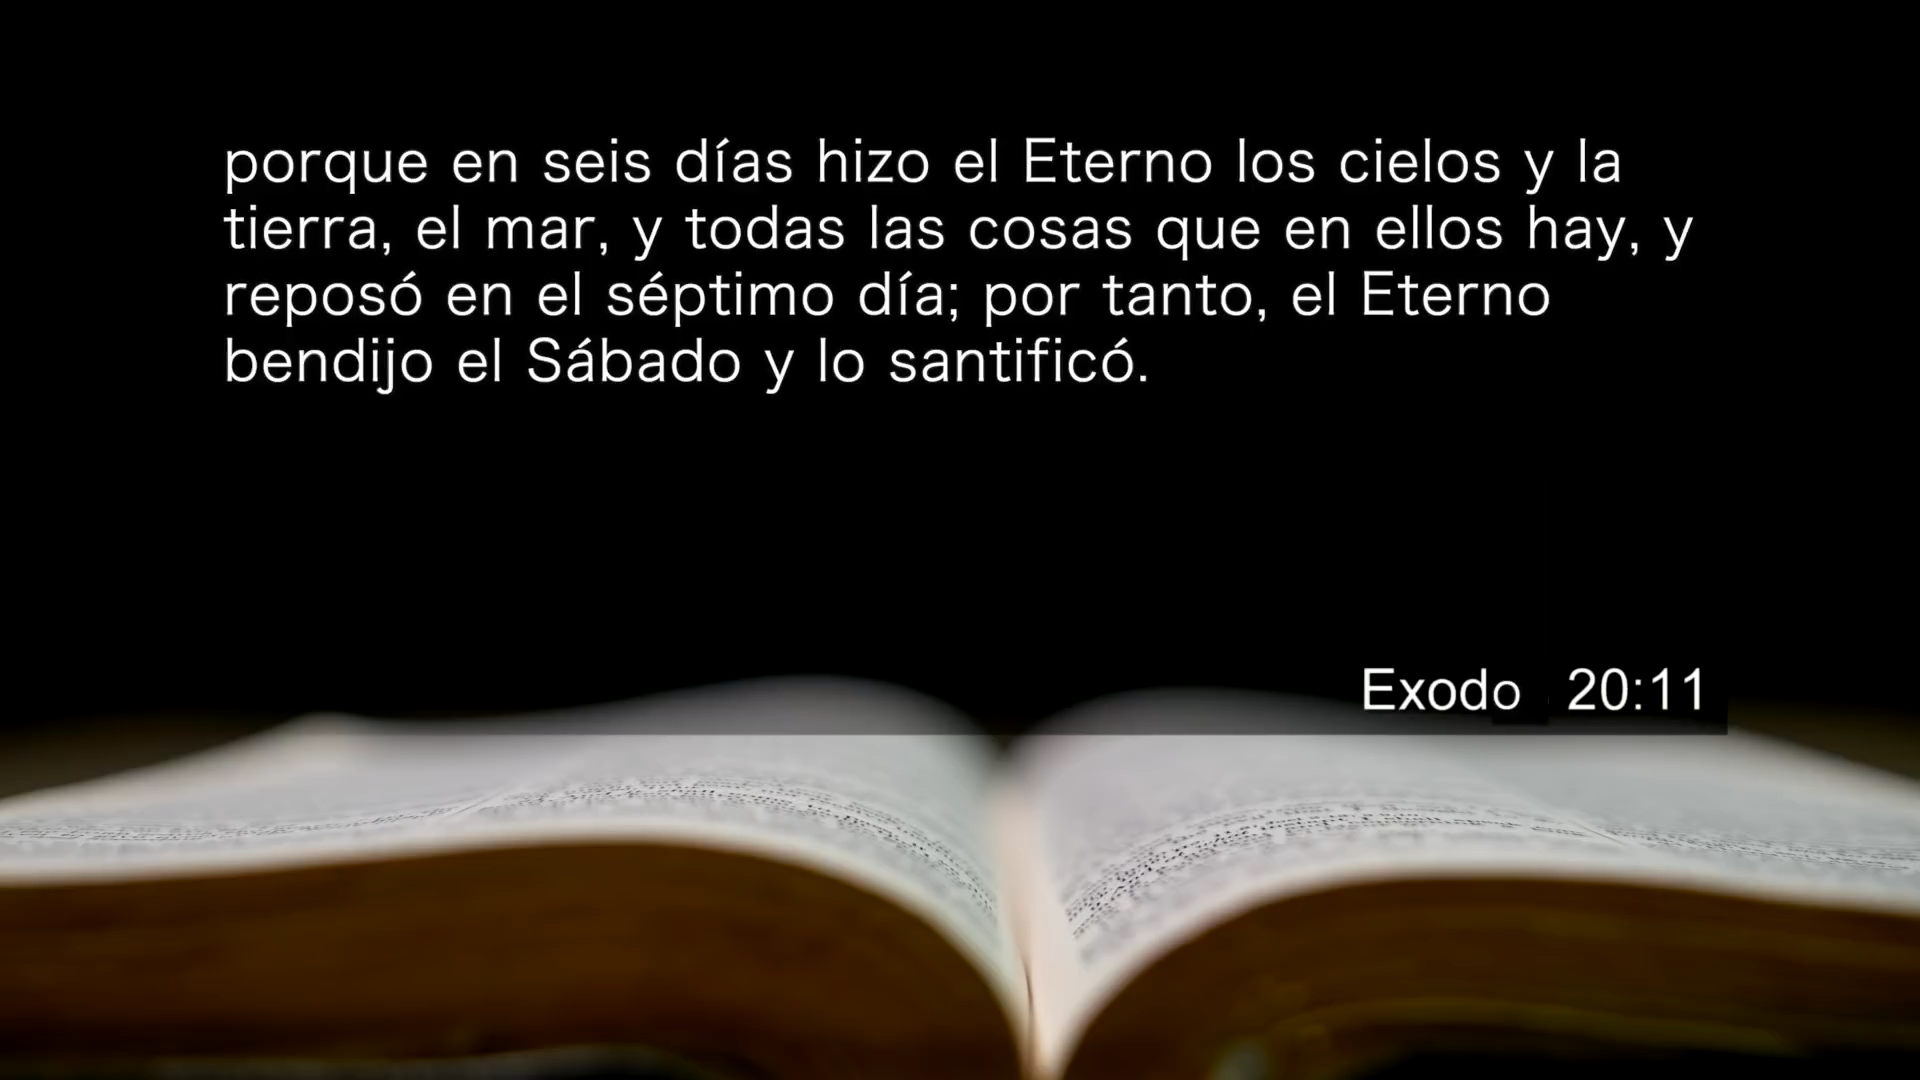 porque en seis días hizo el Eterno los cielos y la
tierra, el mar, y todas las cosas que en ellos hay, y
reposó en el séptimo día; por tanto, el Eterno
bendijo el Sábado y lo santificó.
Exodo 20:11